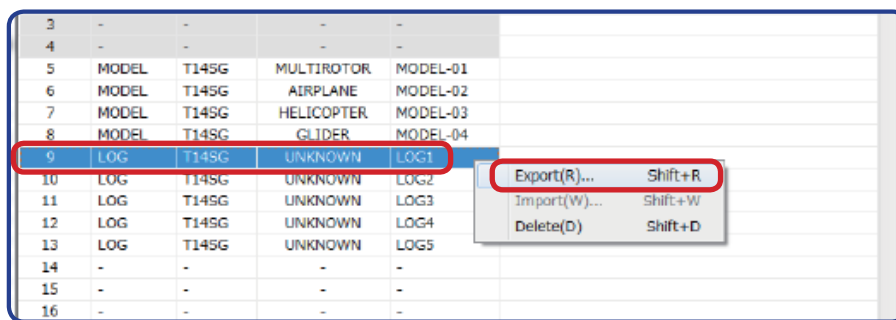 3 - - - -
4 - - - -
5 MODEL T14SG MULTIROTOR MODEL-01
6 MODEL T14SG AIRPLANE MODEL-02
7 MODEL T14SG HELICOPTER MODEL-03
8 MODEL T14SG GLIDER MODEL-04
9 LOG T14SG UNKNOWN LOG1
10 LOG T14SG UNKNOWN LOG2 Export(R)... Shift+R
11 LOG T14SG UNKNOWN LOG3 Import(W)... Shift+W
12 LOG T14SG UNKNOWN LOG4 Delete(D) Shift+D
13 LOG T14SG UNKNOWN LOG5
14 - - - -
15 - - - -
16 - - - -